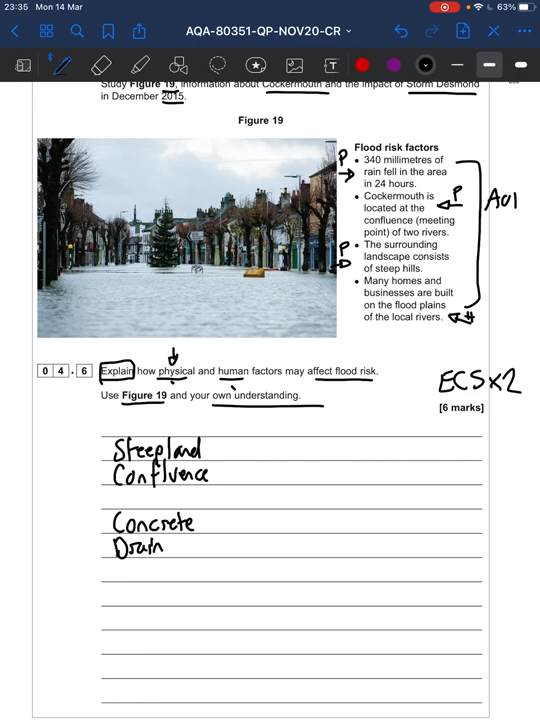 23:35 Mon 14 Mar
63%
AQA-80351-QP-NOV20-CR
Study Figure 19, information about Cockermouth and the impact of Storm Desmond
in December 2015.
Figure 19
Flood risk factors
• 340 millimetres of
rain fell in the area
in 24 hours.
• Cockermouth is
located at the
confluence (meeting
point) of two rivers.
• The surrounding
landscape consists
of steep hills.
• Many homes and
businesses are built
on the flood plains
of the local rivers.
P
P
P
H
AO1
0 4 . 6 Explain how physical and human factors may affect flood risk.
Use Figure 19 and your own understanding.
ECS x2
[6 marks]
Steep land
Confluence
Concrete
Drain